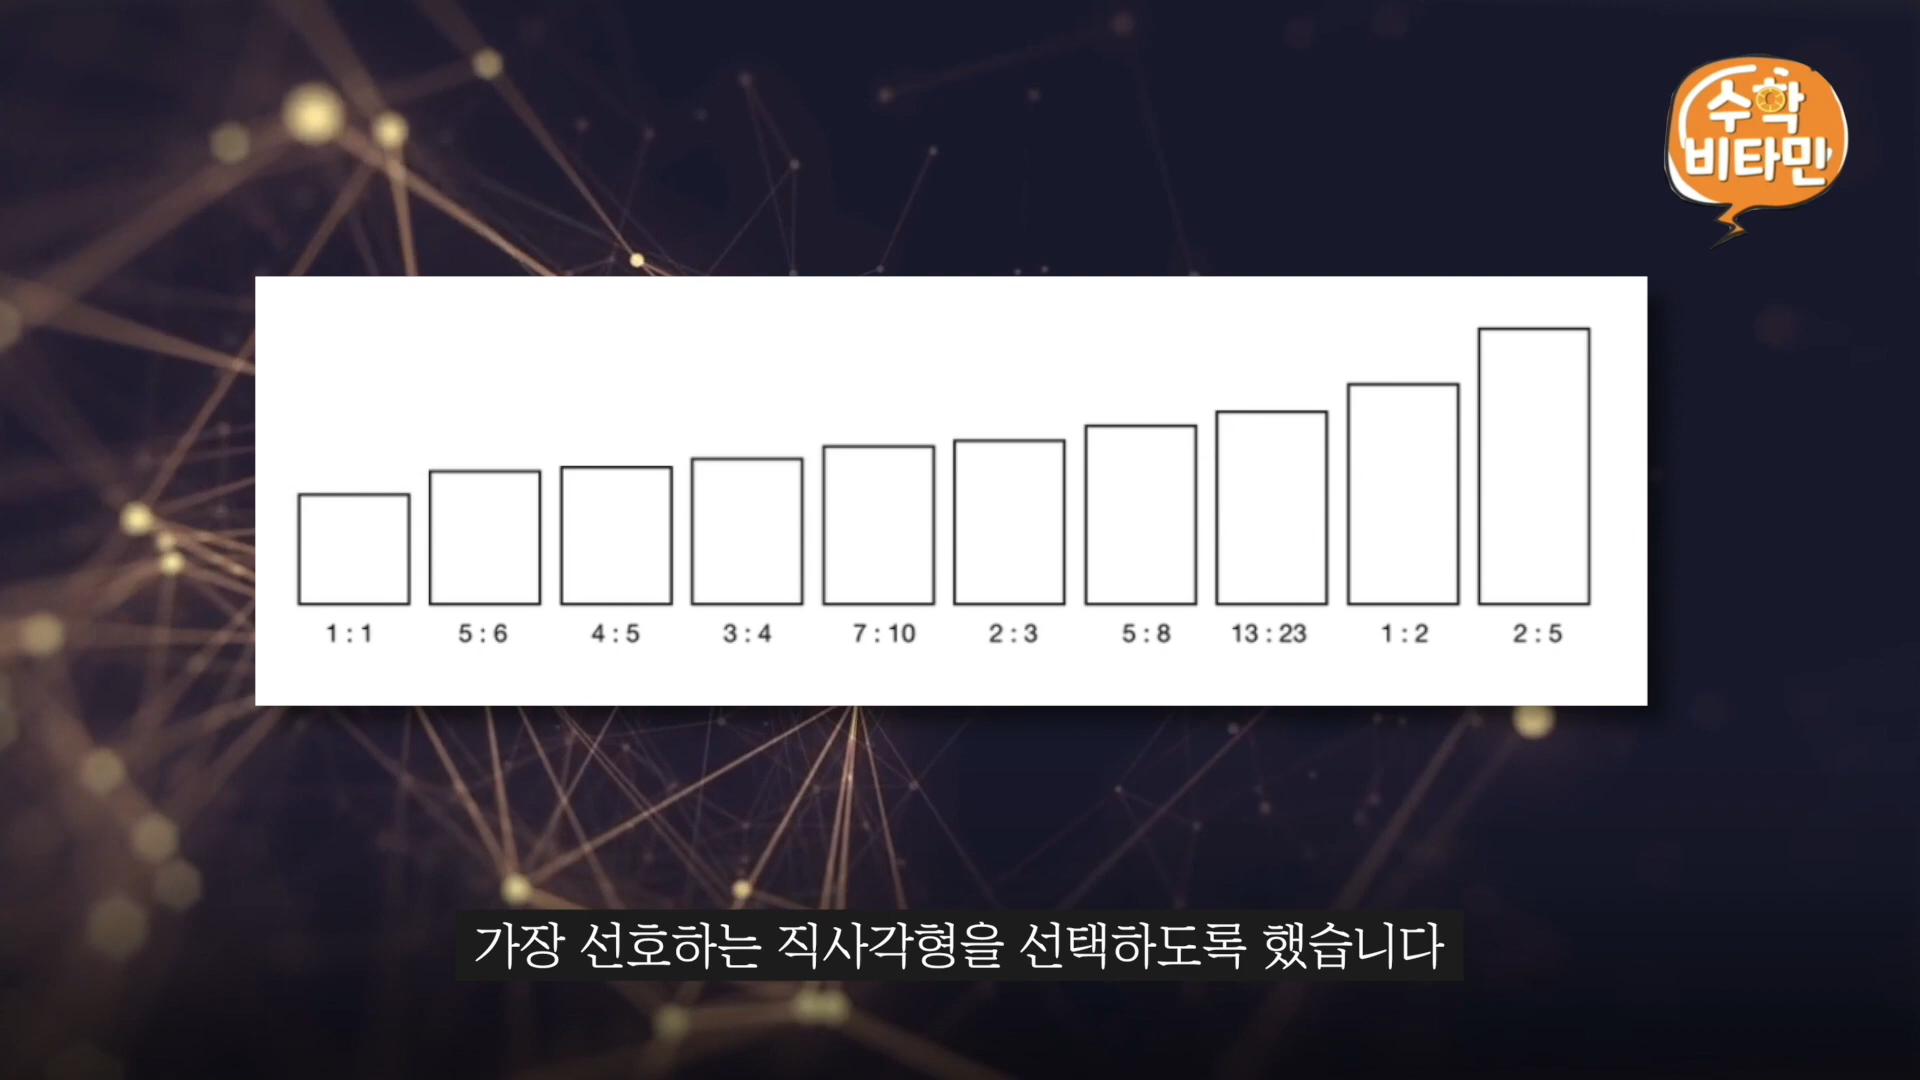 수학
비타민
1 : 1
5 : 6
4 : 5
3 : 4
7 : 10
2 : 3
5 : 8
13 : 23
1 : 2
2 : 5
가장 선호하는 직사각형을 선택하도록 했습니다